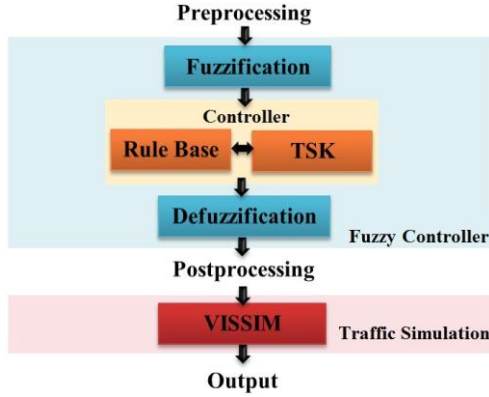 Preprocessing
Fuzzification
Controller
Rule Base
TSK
Defuzzification
Fuzzy Controller
Postprocessing
VISSIM
Traffic Simulation
Output